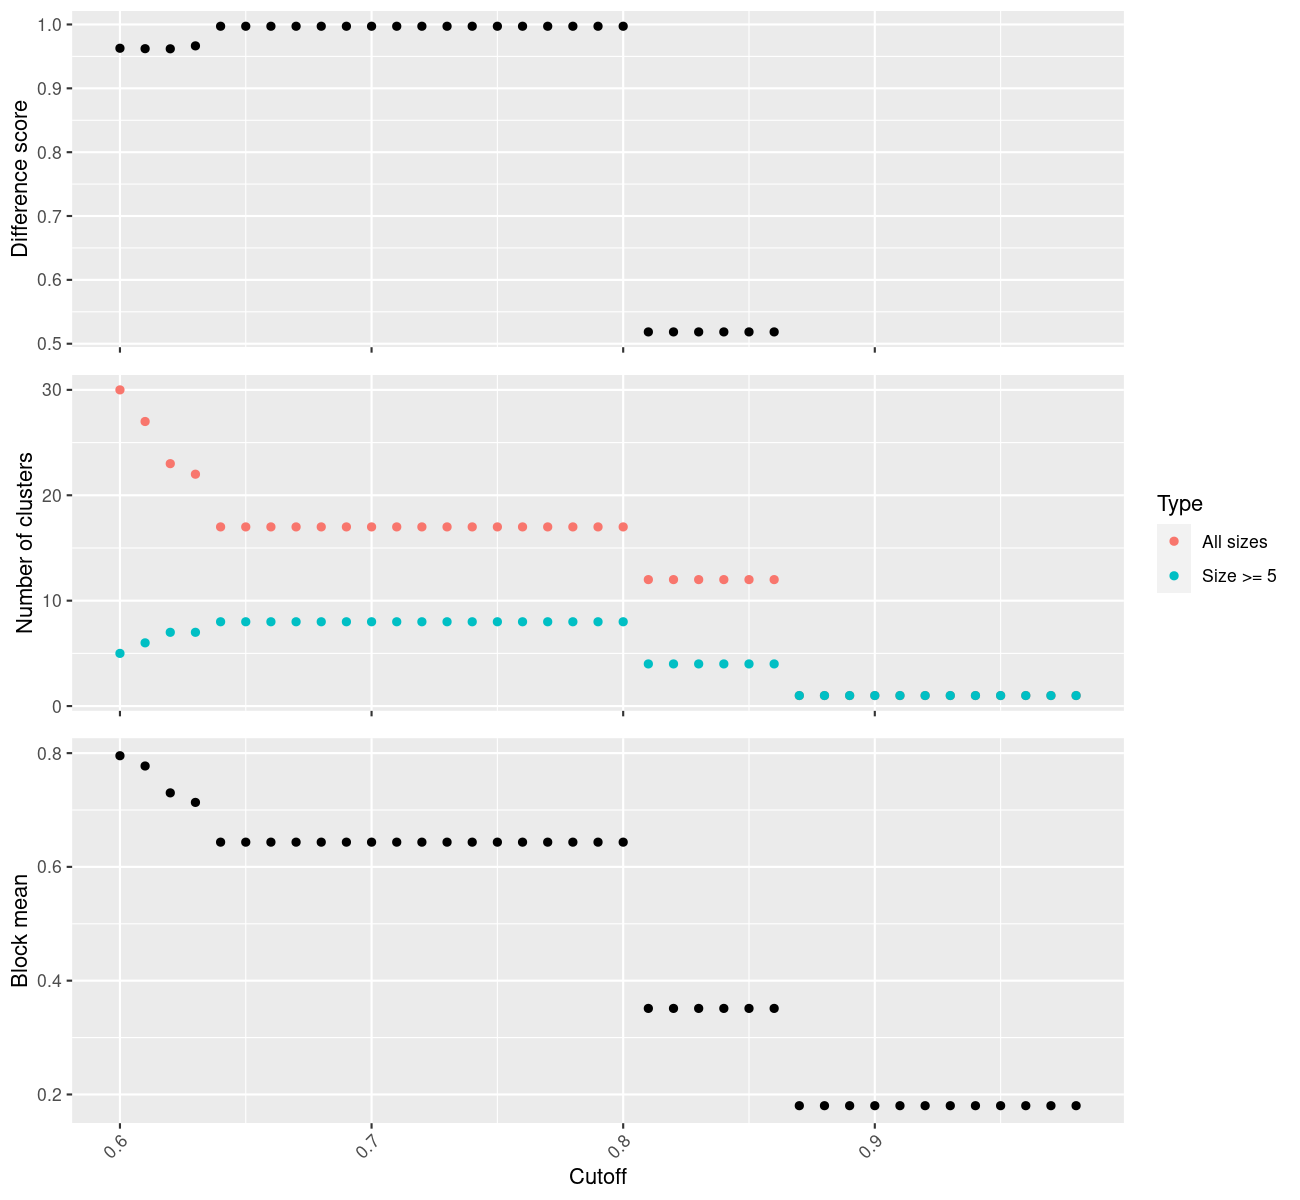 Difference score
1.0
0.9
0.8
0.7
0.6
0.5
Number of clusters
30
20
10
0
Type
All sizes
Size >= 5
Block mean
0.8
0.6
0.4
0.2
0.6
0.7
0.8
0.9
Cutoff